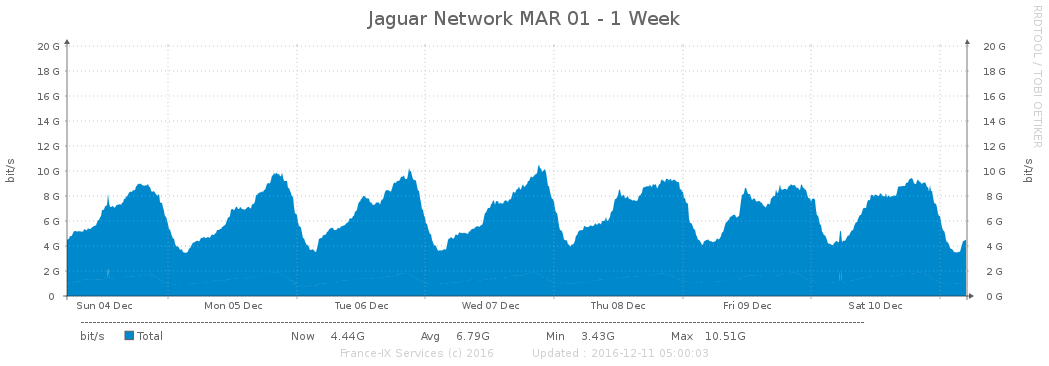 Jaguar Network MAR 01 - 1 Week
RRDTOOL / TOBI OETIKER
bit/s
20 G 20 G
18 G 18 G
16 G 16 G
14 G 14 G
12 G 12 G
10 G 10 G
8 G 8 G
6 G 6 G
4 G 4 G
2 G 2 G
0 0 G
bit/s
Sun 04 Dec Mon 05 Dec Tue 06 Dec Wed 07 Dec Thu 08 Dec Fri 09 Dec Sat 10 Dec
bit/s Total Now 4.44G Avg 6.79G Min 3.43G Max 10.51G
France-IX Services (c) 2016 Updated : 2016-12-11 05:00:03